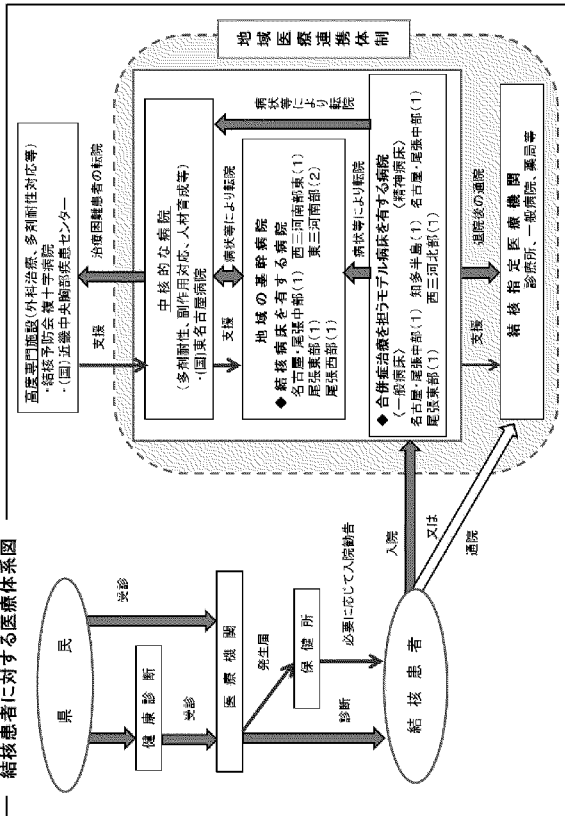 結核患者に対する医療体系図
県民
受診
健康診断
受診
医療機関
発生届
保健所
診断
必要に応じて入院勧告
結核患者
入院
又は
通院
高度専門施設(外科治療、多剤耐性対応等)
・結核予防会 複十字病院
・(国)近畿中央胸部疾患センター
支援
治療困難患者の転院
地域医療連携体制
中核的な病院
(多剤耐性、副作用対応、人材育成等)
・(国)東名古屋病院
支援
病状等により転院
病状等により転院
地域の基幹病院
◆ 結核病床を有する病院
名古屋・尾張中部(1) 西三河南部東(1)
尾張東部(1) 東三河南部(2)
尾張西部(1)
病状等により転院
◆ 合併症治療を担うモデル病床を有する病院
〈一般病床〉 〈精神病床〉
名古屋・尾張中部(1) 知多半島(1) 名古屋・尾張中部(1)
尾張東部(1) 西三河北部(1)
支援
退院後の通院
結核指定医療機関
診療所、一般病院、薬局等